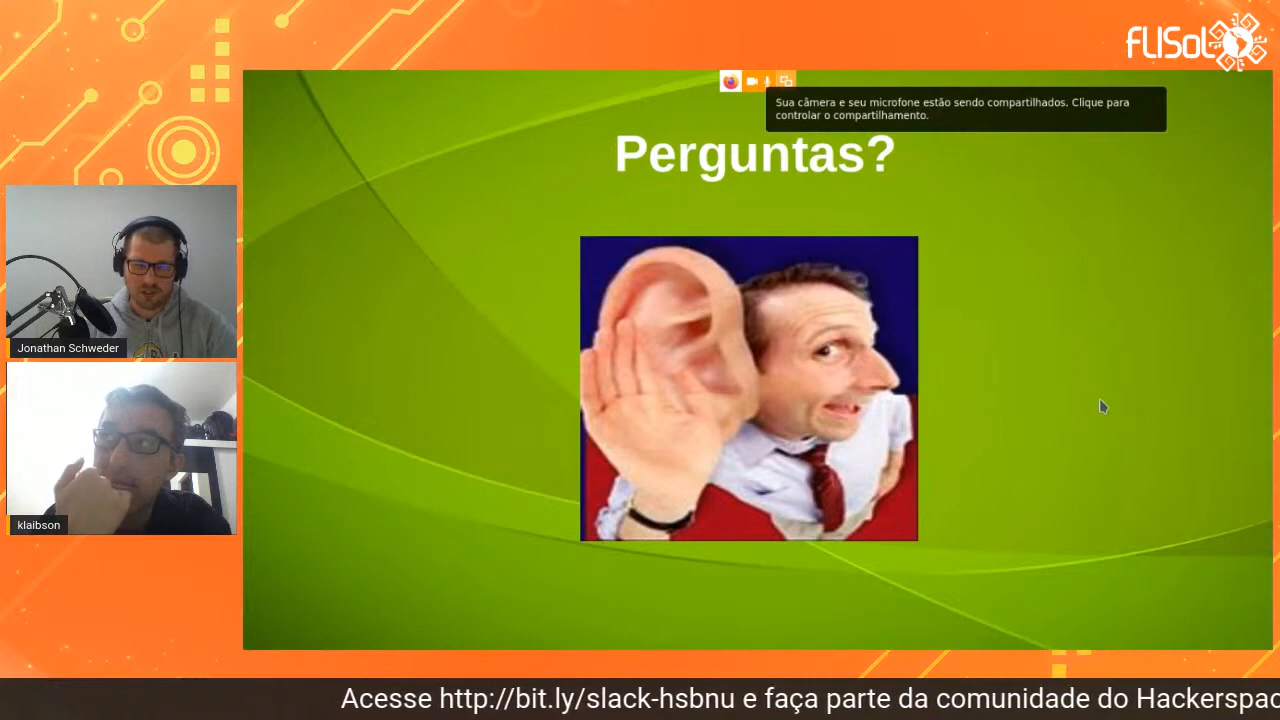 FLISoL
Sua câmera e seu microfone estão sendo compartilhados. Clique para
controlar o compartilhamento.
Perguntas?
Jonathan Schweder
klaibson
Acesse http://bit.ly/slack-hsbnu e faça parte da comunidade do Hackerspac